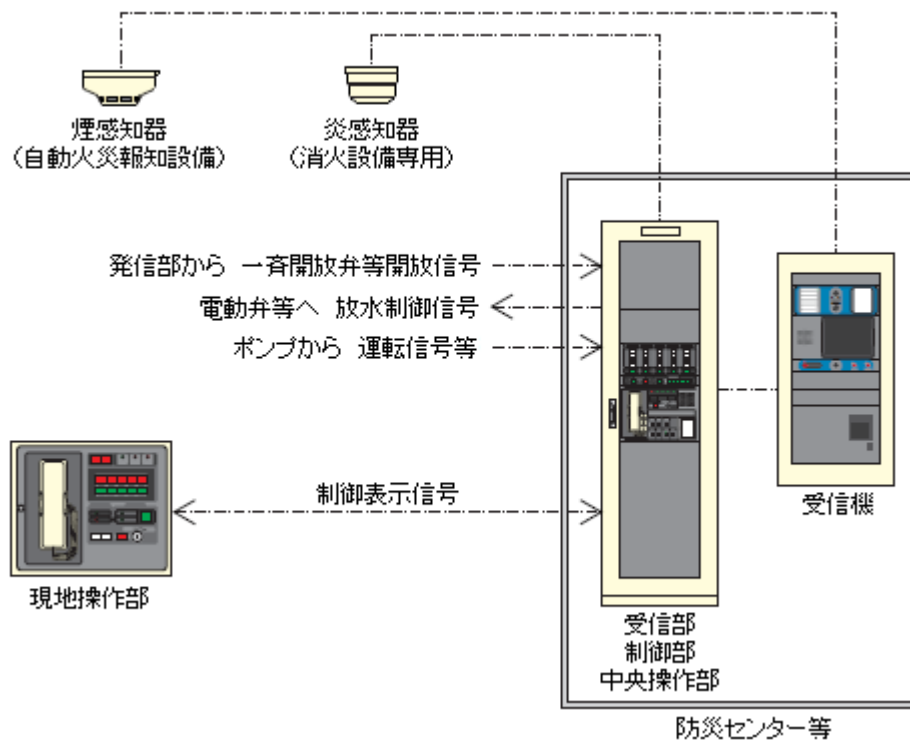 煙感知器
（自動火災報知設備）
炎感知器
（消火設備専用）
発信部から 一斉開放弁等開放信号
電動弁等へ 放水制御信号
ポンプから 運転信号等
制御表示信号
現地操作部
受信機
受信部
制御部
中央操作部
防災センター等